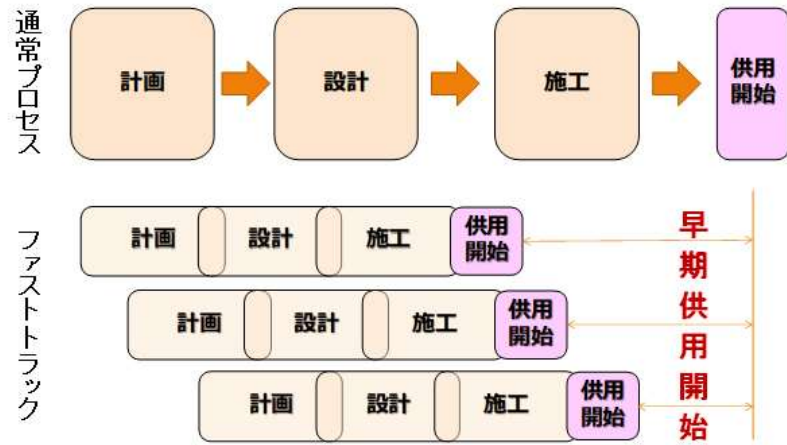 通常プロセス
計画
設計
施工
供用
開始
ファストトラック
計画
設計
施工
供用
開始
計画
設計
施工
供用
開始
計画
設計
施工
供用
開始
早期供用開始